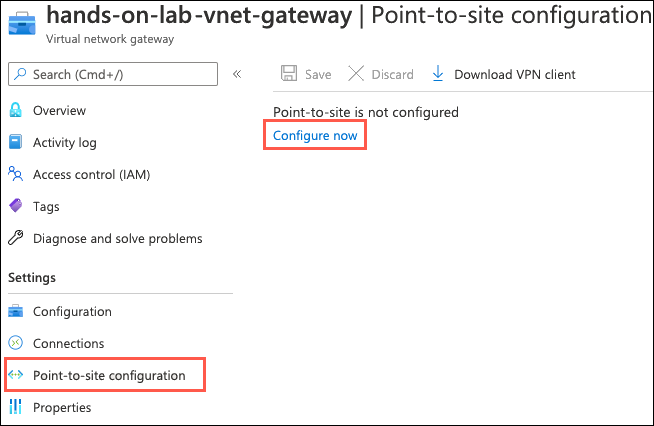 hands-on-lab-vnet-gateway | Point-to-site configuration
Virtual network gateway
Search (Cmd+/)
«
Save
Discard
Download VPN client
Overview
Activity log
Access control (IAM)
Tags
Diagnose and solve problems
Settings
Configuration
Connections
Point-to-site configuration
Properties
Point-to-site is not configured
Configure now